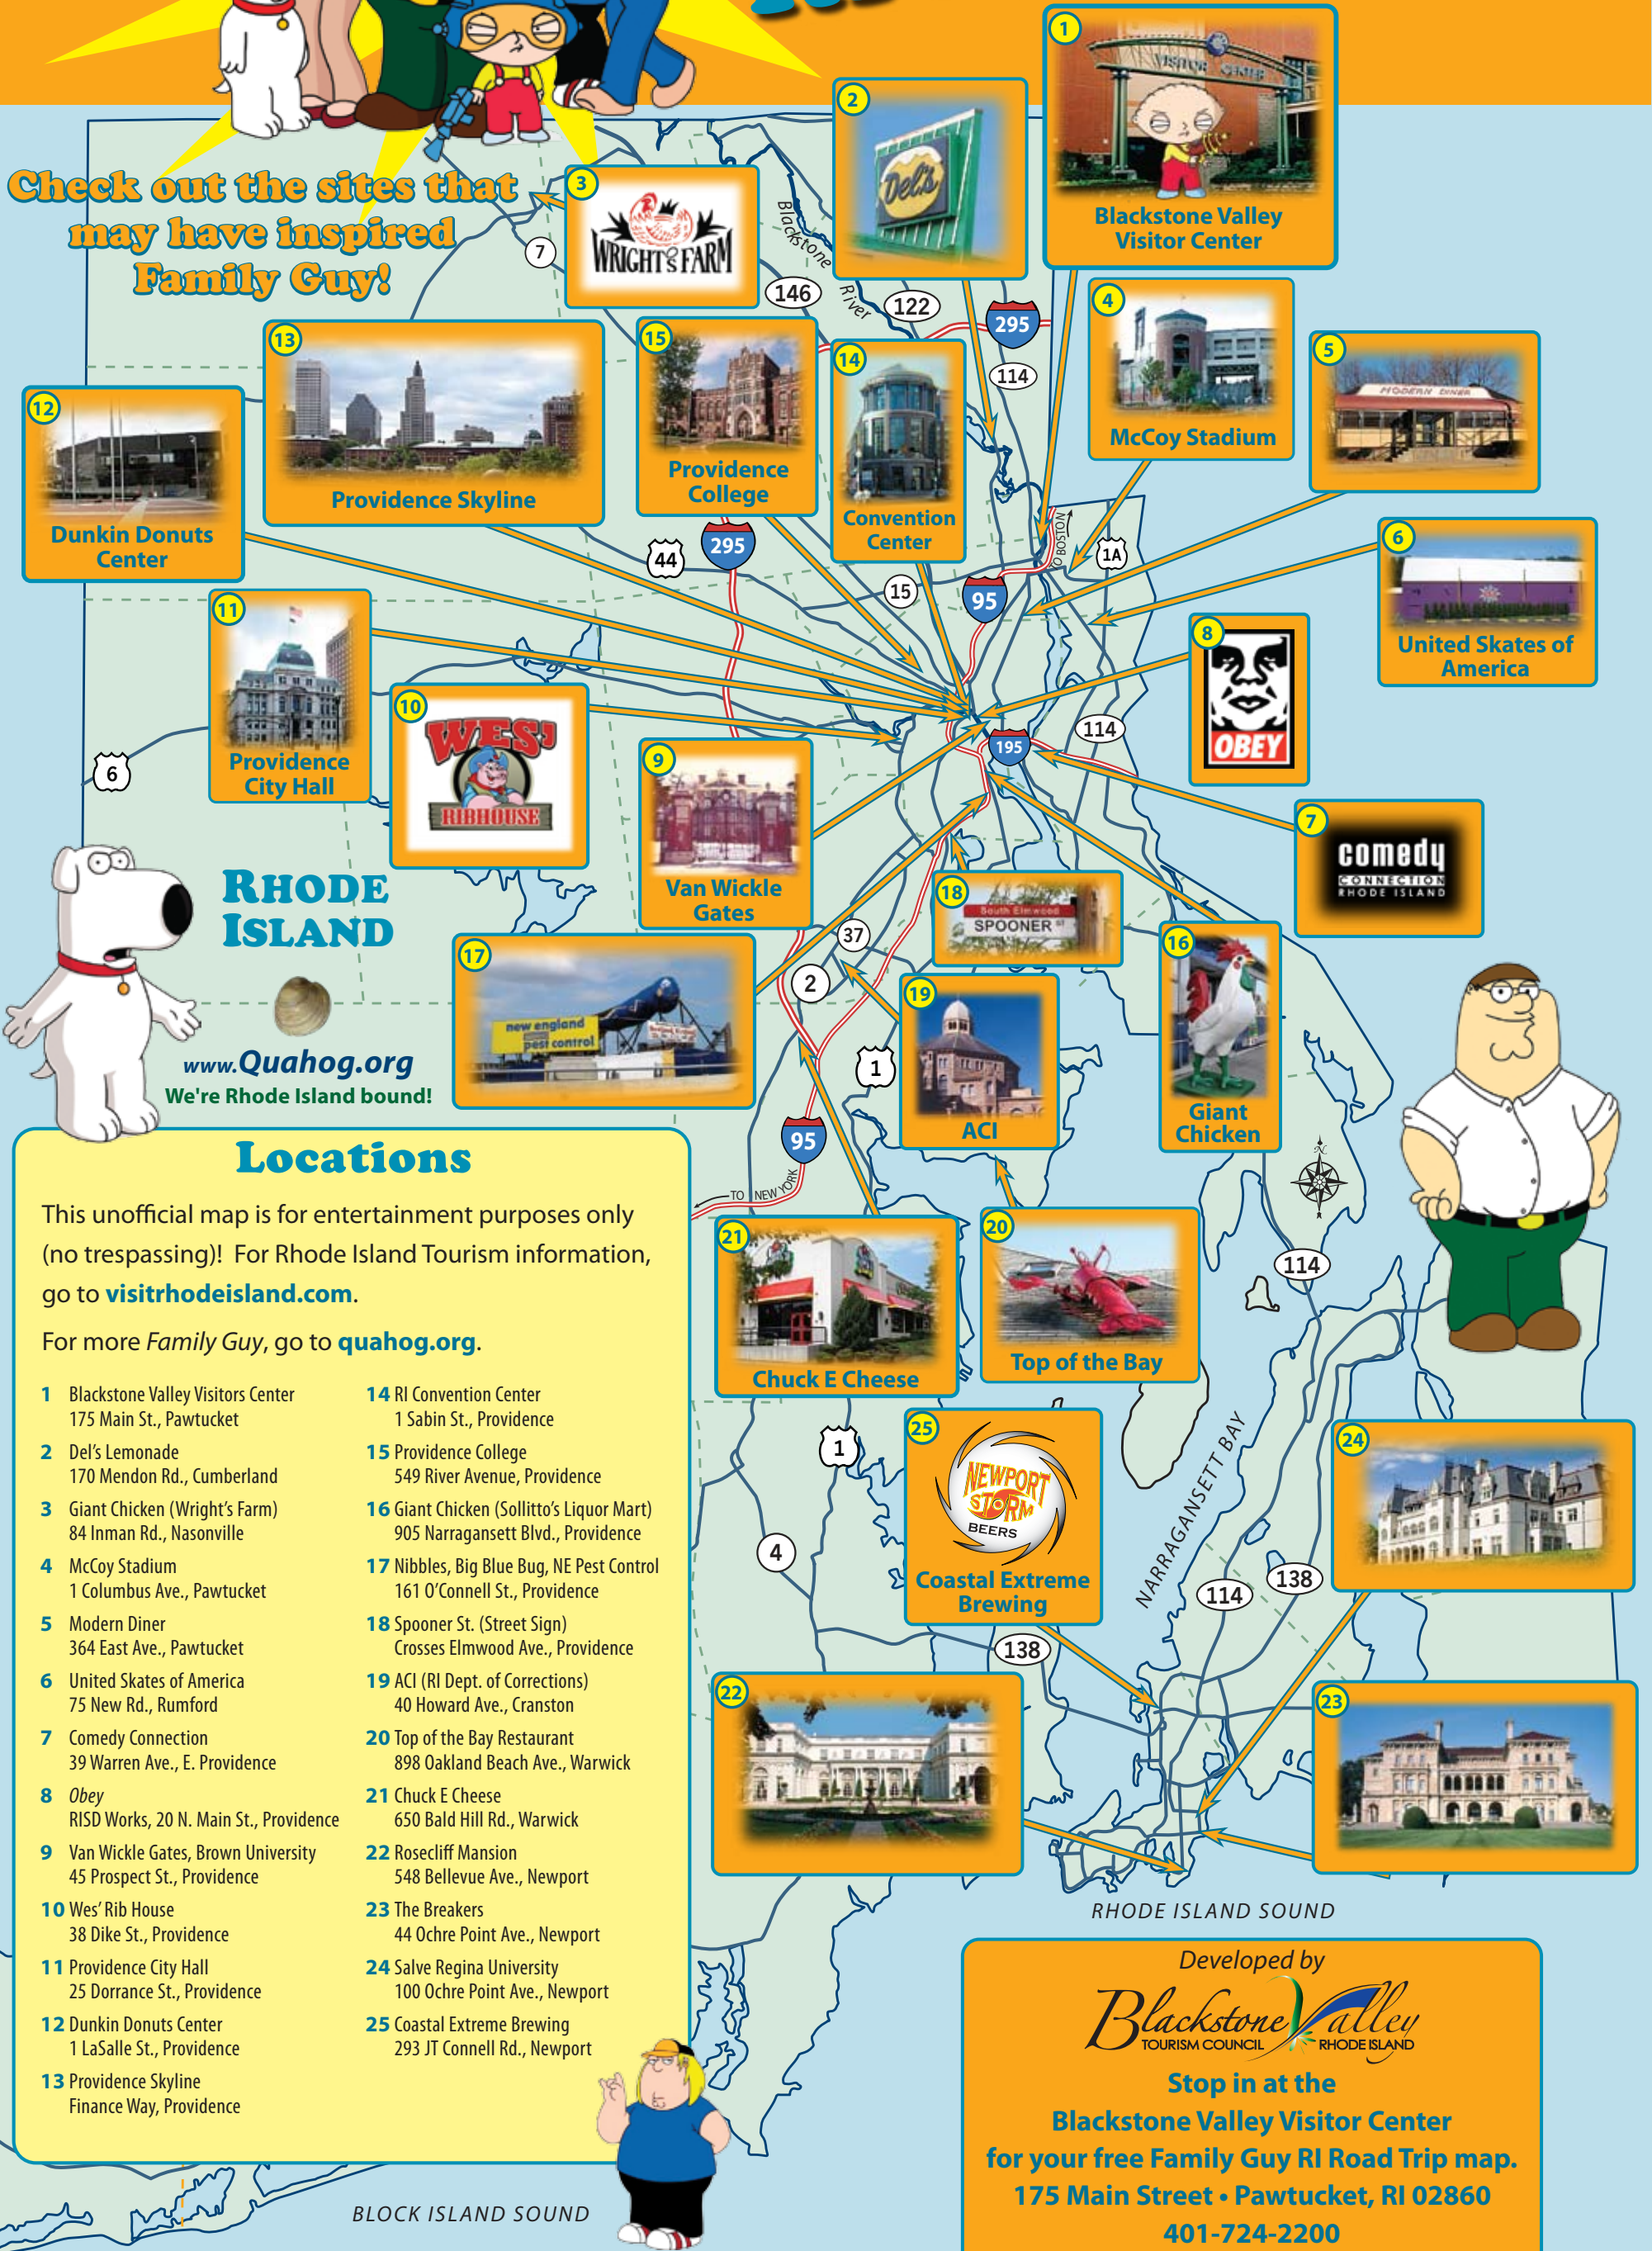 Check out the sites that
may have inspired
Family Guy!
1
VISITOR CENTER
Blackstone Valley
Visitor Center
2
Del's
3
WRIGHT'S FARM
7
Blackstone River
146
122
295
114
4
McCoy Stadium
5
MODERN DINER
13
Providence Skyline
15
Providence
College
14
Convention
Center
12
Dunkin Donuts
Center
44
295
15
95
TO BOSTON
1A
6
United Skates of
America
11
Providence
City Hall
10
WES'
RIBHOUSE
6
9
Van Wickle
Gates
195
114
8
OBEY
7
comedy
CONNECTION
RHODE ISLAND
RHODE
ISLAND
www.Quahog.org
We're Rhode Island bound!
17
new england
pest control
37
2
18
South Elmwood
SPOONER ST
19
ACI
1
16
Giant
Chicken
N
95
TO NEW YORK
21
Chuck E Cheese
20
Top of the Bay
114
Locations
This unofficial map is for entertainment purposes only
(no trespassing)! For Rhode Island Tourism information,
go to visitrhodeisland.com.
For more Family Guy, go to quahog.org.
1 Blackstone Valley Visitors Center
175 Main St., Pawtucket
2 Del's Lemonade
170 Mendon Rd., Cumberland
3 Giant Chicken (Wright's Farm)
84 Inman Rd., Nasonville
4 McCoy Stadium
1 Columbus Ave., Pawtucket
5 Modern Diner
364 East Ave., Pawtucket
6 United Skates of America
75 New Rd., Rumford
7 Comedy Connection
39 Warren Ave., E. Providence
8 Obey
RISD Works, 20 N. Main St., Providence
9 Van Wickle Gates, Brown University
45 Prospect St., Providence
10 Wes' Rib House
38 Dike St., Providence
11 Providence City Hall
25 Dorrance St., Providence
12 Dunkin Donuts Center
1 LaSalle St., Providence
13 Providence Skyline
Finance Way, Providence
14 RI Convention Center
1 Sabin St., Providence
15 Providence College
549 River Avenue, Providence
16 Giant Chicken (Sollitto's Liquor Mart)
905 Narragansett Blvd., Providence
17 Nibbles, Big Blue Bug, NE Pest Control
161 O'Connell St., Providence
18 Spooner St. (Street Sign)
Crosses Elmwood Ave., Providence
19 ACI (RI Dept. of Corrections)
40 Howard Ave., Cranston
20 Top of the Bay Restaurant
898 Oakland Beach Ave., Warwick
21 Chuck E Cheese
650 Bald Hill Rd., Warwick
22 Rosecliff Mansion
548 Bellevue Ave., Newport
23 The Breakers
44 Ochre Point Ave., Newport
24 Salve Regina University
100 Ochre Point Ave., Newport
25 Coastal Extreme Brewing
293 JT Connell Rd., Newport
1
4
25
NEWPORT
STORM
BEERS
Coastal Extreme
Brewing
NARRAGANSETT BAY
24
114
138
138
22
23
RHODE ISLAND SOUND
BLOCK ISLAND SOUND
Developed by
Blackstone Valley
TOURISM COUNCIL RHODE ISLAND
Stop in at the
Blackstone Valley Visitor Center
for your free Family Guy RI Road Trip map.
175 Main Street • Pawtucket, RI 02860
401-724-2200